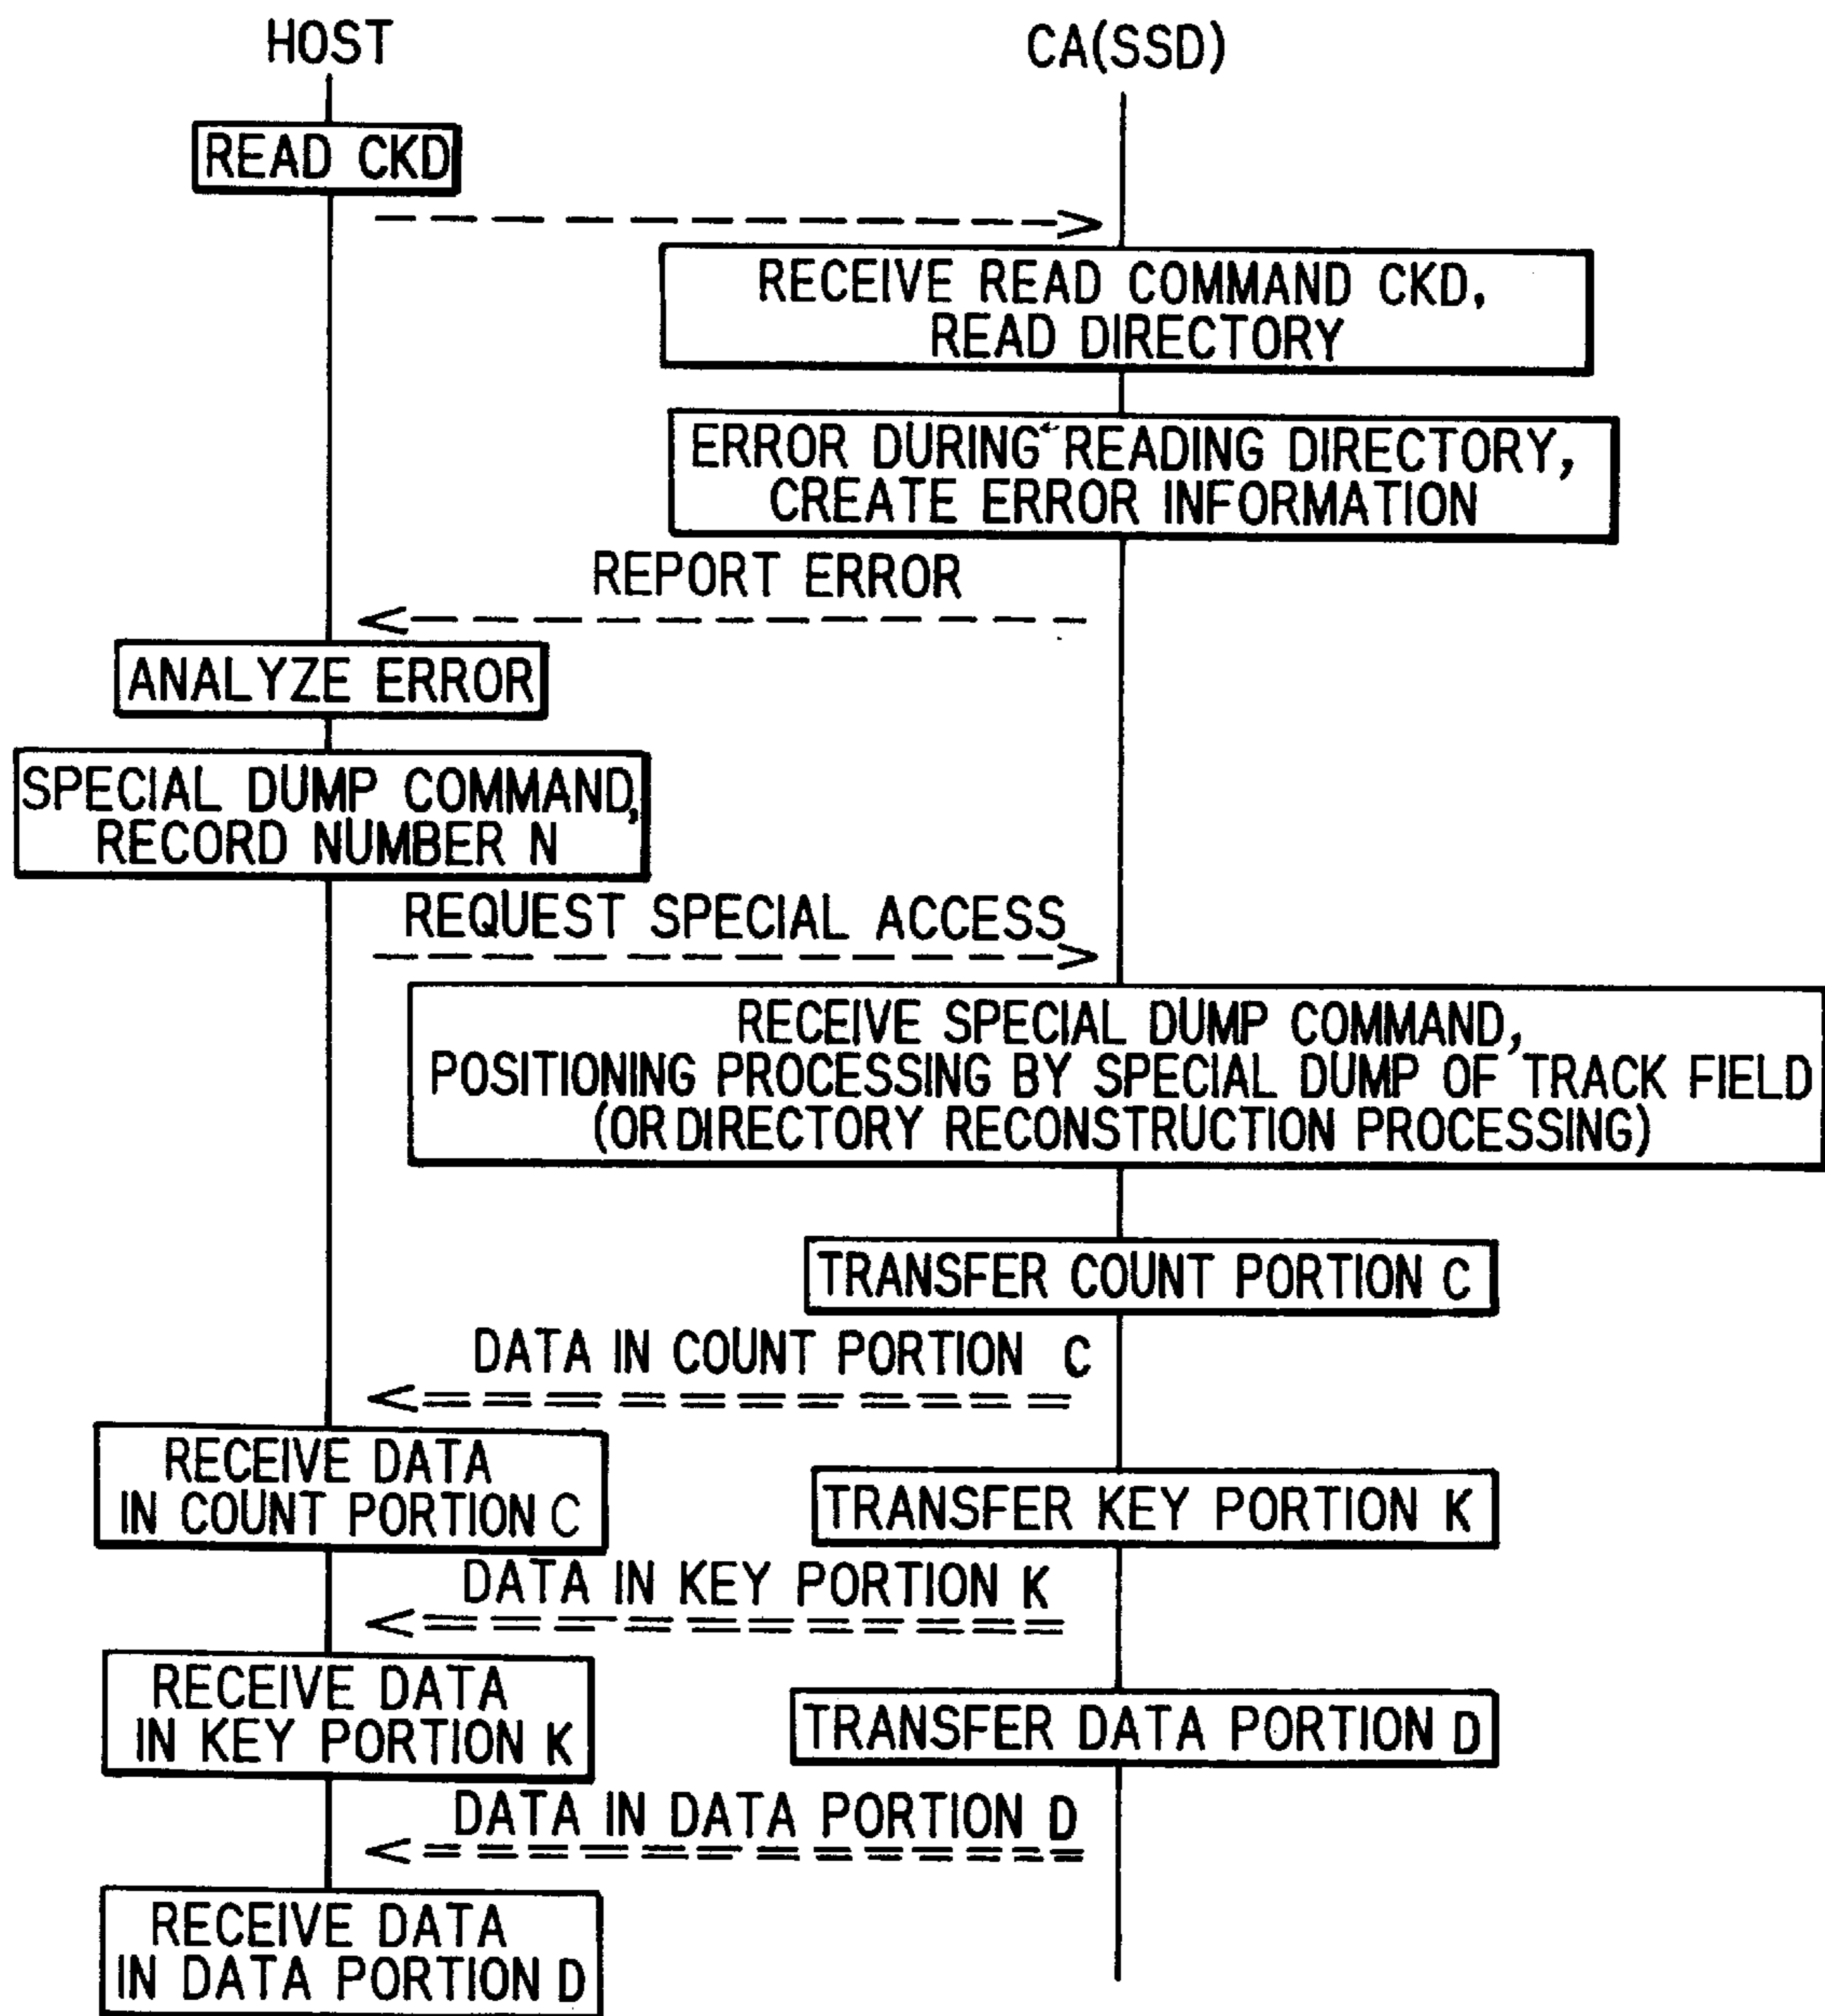 HOST
CA(SSD)
READ CKD
RECEIVE READ COMMAND CKD,
READ DIRECTORY
ERROR DURING READING DIRECTORY,
CREATE ERROR INFORMATION
REPORT ERROR
ANALYZE ERROR
SPECIAL DUMP COMMAND,
RECORD NUMBER N
REQUEST SPECIAL ACCESS
RECEIVE SPECIAL DUMP COMMAND,
POSITIONING PROCESSING BY SPECIAL DUMP OF TRACK FIELD
(OR DIRECTORY RECONSTRUCTION PROCESSING)
TRANSFER COUNT PORTION C
DATA IN COUNT PORTION C
RECEIVE DATA
IN COUNT PORTION C
TRANSFER KEY PORTION K
DATA IN KEY PORTION K
RECEIVE DATA
IN KEY PORTION K
TRANSFER DATA PORTION D
DATA IN DATA PORTION D
RECEIVE DATA
IN DATA PORTION D